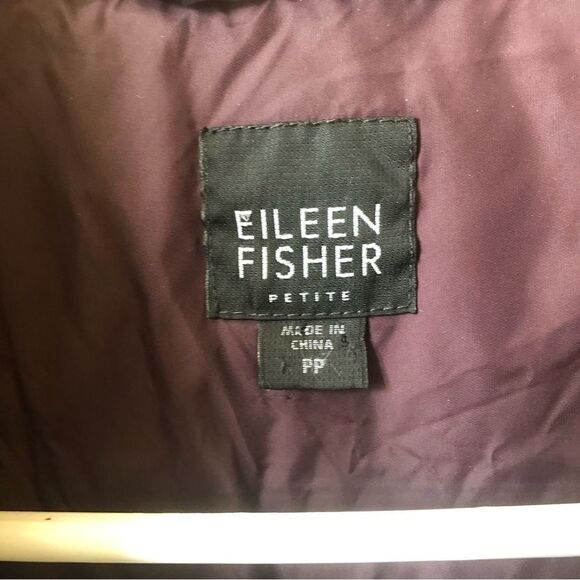 EILEEN
FISHER
PETITE
MADE IN
CHINA
PP